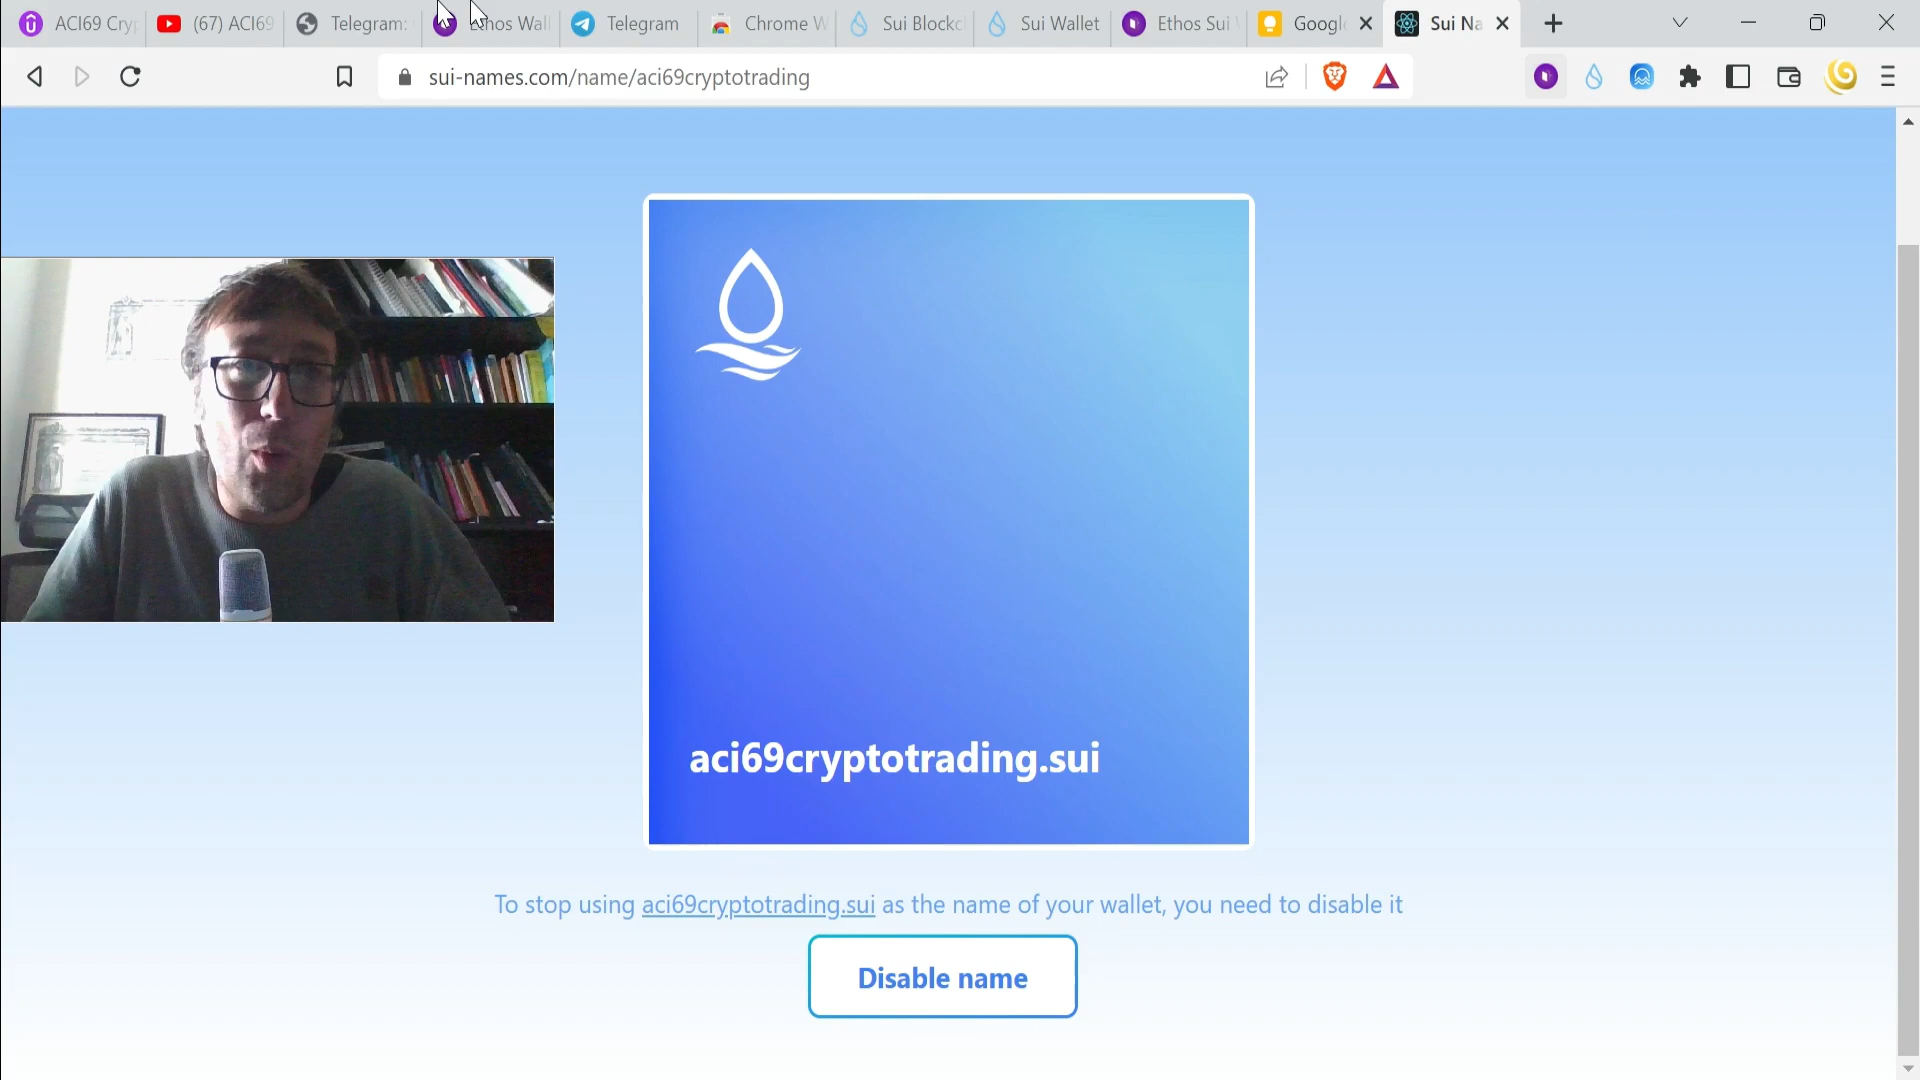 ACI69 Cry
(67) ACI69
Telegram:
Ethos Wall
Telegram
Chrome W
Sui Blockc
Sui Wallet
Ethos Sui
Googl
Sui Na
sui-names.com/name/aci69cryptotrading
aci69cryptotrading.sui
To stop using aci69cryptotrading.sui as the name of your wallet, you need to disable it
Disable name